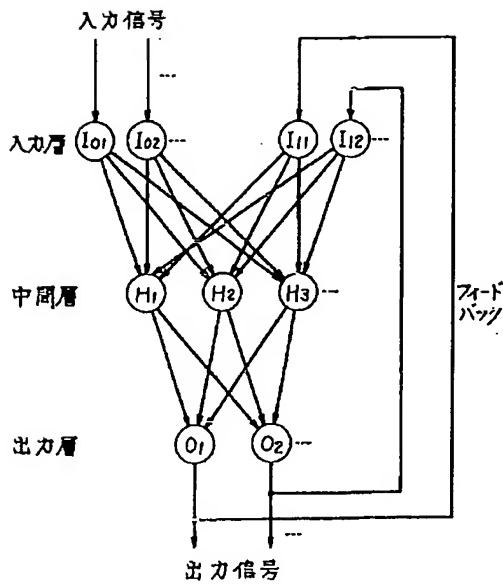 入力信号
---
入力層 I01 I02 --- I11 I12 ---
中間層 H1 H2 H3 ---
フィード
バック
出力層 O1 O2 ---
---
出力信号